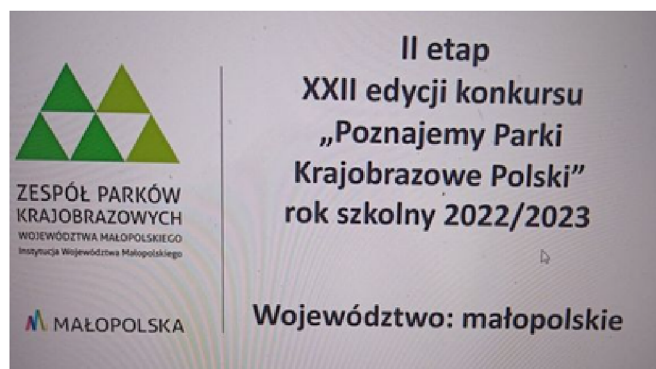 ZESPÓŁ PARKÓW
KRAJOBRAZOWYCH
WOJEWÓDZTWA MAŁOPOLSKIEGO
Instytucja Województwa Małopolskiego
MAŁOPOLSKA
II etap
XXII edycji konkursu
„Poznajemy Parki
Krajobrazowe Polski”
rok szkolny 2022/2023
Województwo: małopolskie